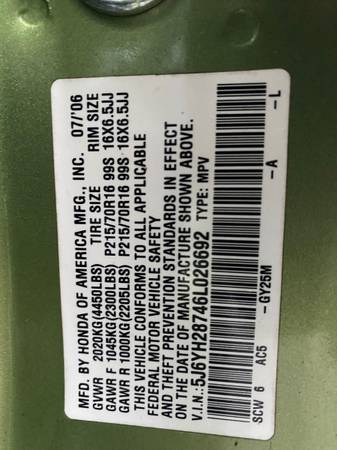 MFD. BY HONDA OF AMERICA MFG., INC. 07/'06
GVWR 2020KG(4450LBS) TIRE SIZE RIM SIZE
GAWR F 1045KG(2300LBS) P215/70R16 99S 16X6.5JJ
GAWR R 1000KG(2205LBS) P215/70R16 99S 16X6.5JJ
THIS VEHICLE CONFORMS TO ALL APPLICABLE
FEDERAL MOTOR VEHICLE SAFETY
AND THEFT PREVENTION STANDARDS IN EFFECT
ON THE DATE OF MANUFACTURE SHOWN ABOVE.
V.I.N.:5J6YH28746L026692 TYPE: MPV
SCW 6 AC5 -GY25M -A -L